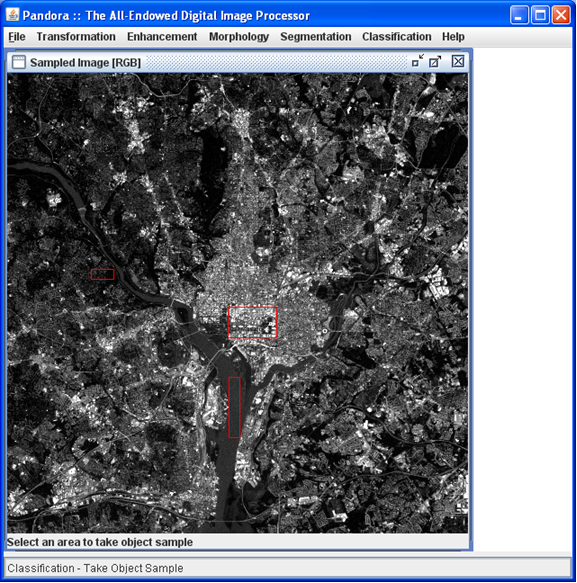 Pandora :: The All-Endowed Digital Image Processor
File Transformation Enhancement Morphology Segmentation Classification Help
Sampled Image [RGB]
Select an area to take object sample
Classification - Take Object Sample